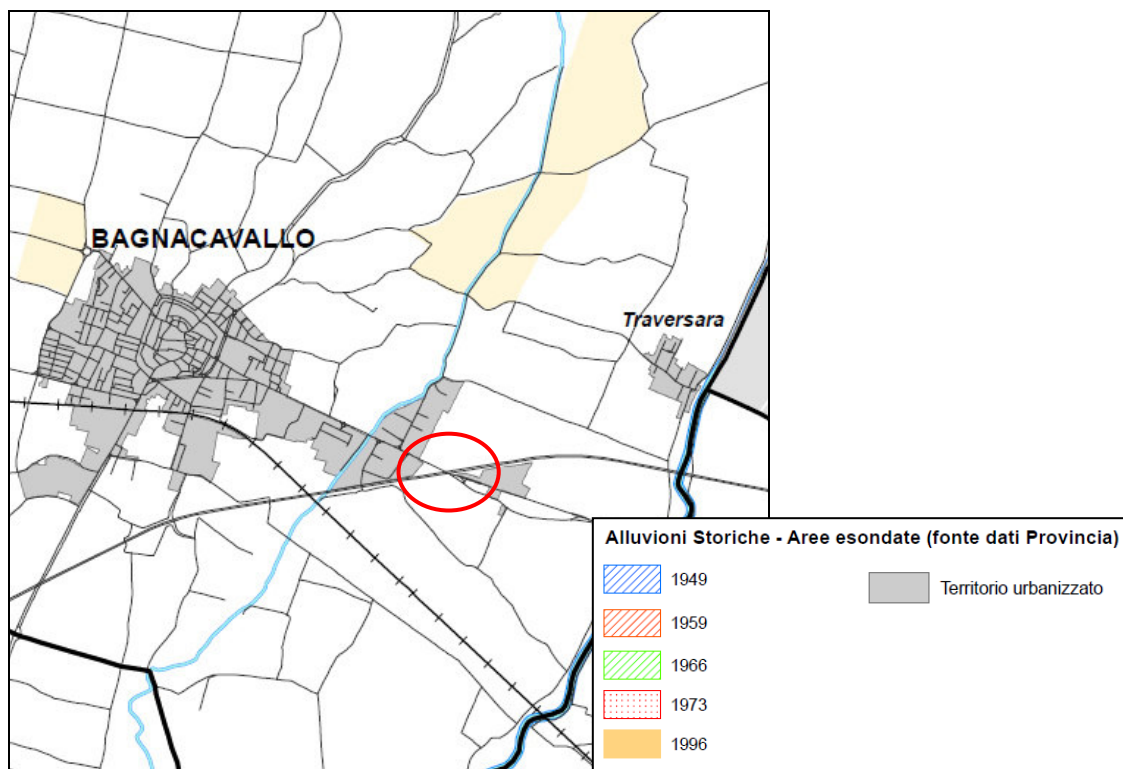 BAGNACAVALLO
Traversara
Alluvioni Storiche - Aree esondate (fonte dati Provincia)
1949
Territorio urbanizzato
1959
1966
1973
1996